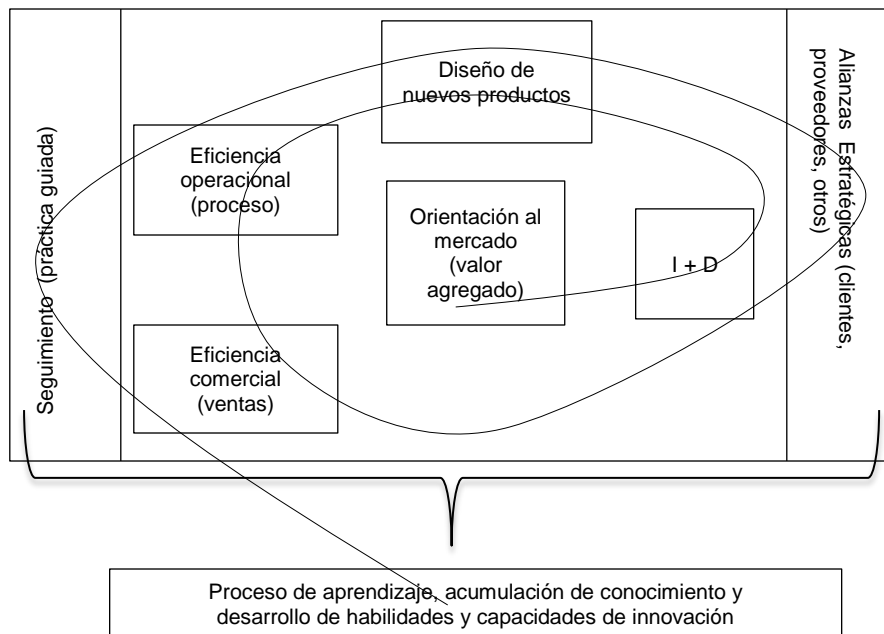 Seguimiento (práctica guiada)
Diseño de
nuevos productos
Eficiencia
operacional
(proceso)
Orientación al
mercado
(valor
agregado)
I + D
Eficiencia
comercial
(ventas)
Alianzas Estratégicas (clientes,
proveedores, otros)
Proceso de aprendizaje, acumulación de conocimiento y
desarrollo de habilidades y capacidades de innovación